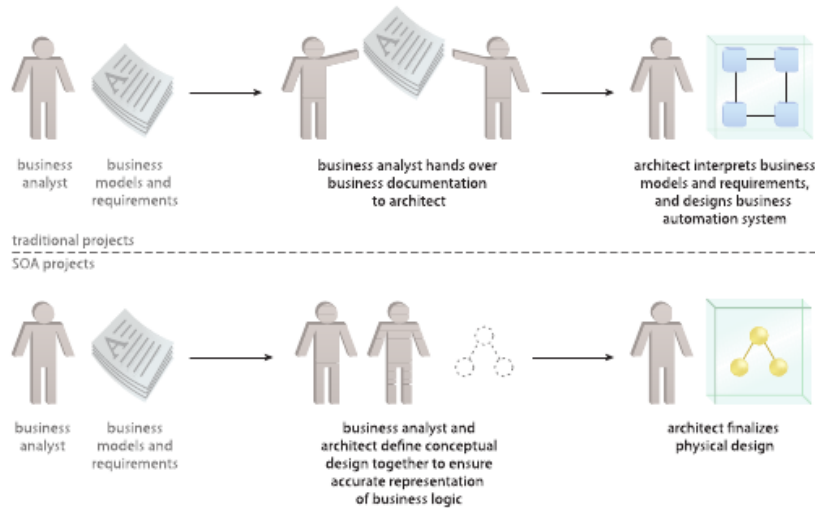 business
analyst
business
models and
requirements
business analyst hands over
business documentation
to architect
architect interprets business
models and requirements,
and designs business
automation system
traditional projects
SOA projects
business
analyst
business
models and
requirements
business analyst and
architect define conceptual
design together to ensure
accurate representation
of business logic
architect finalizes
physical design